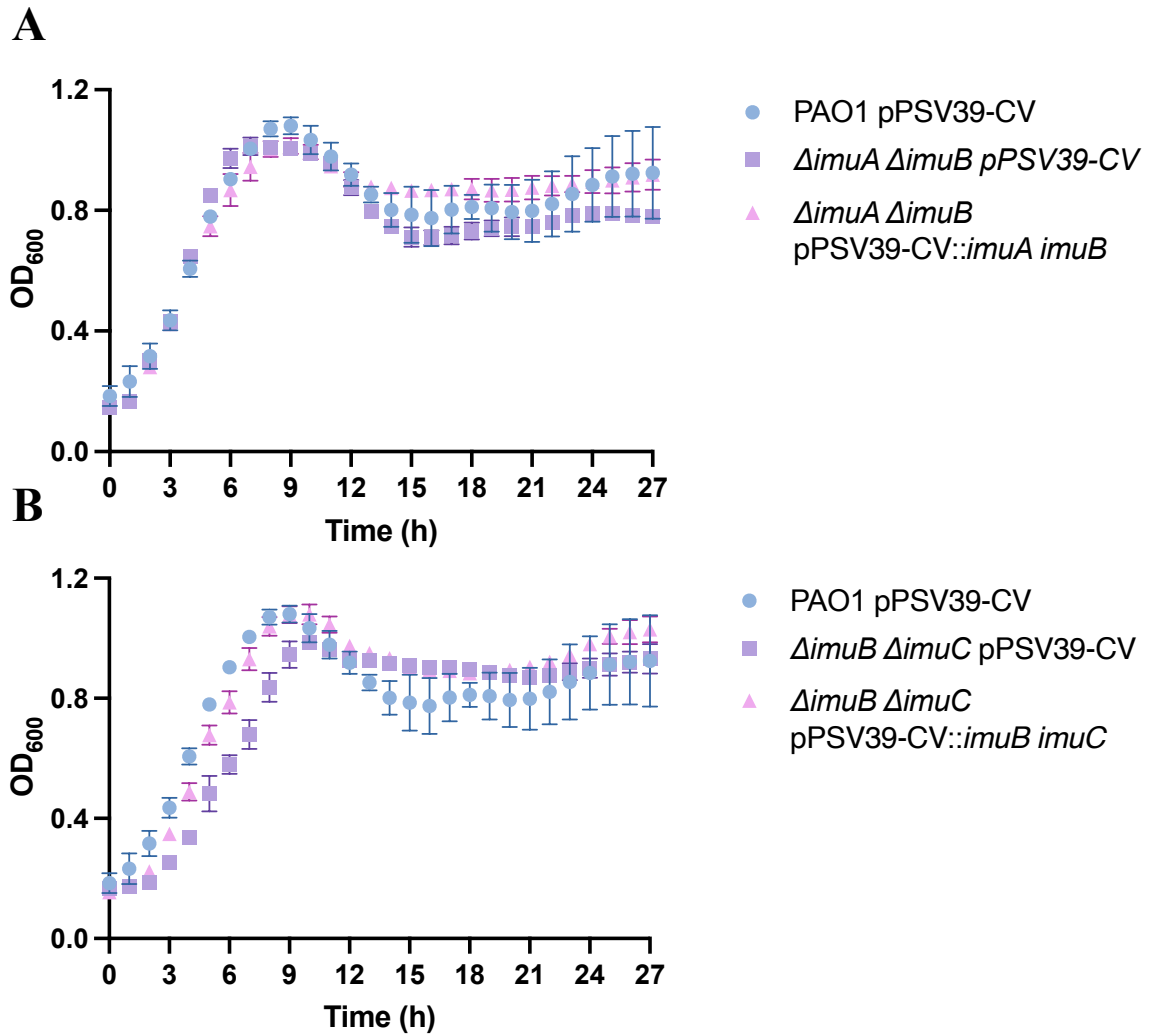 A
1.2
0.8
0.4
0.0
OD600
0 3 6 9 12 15 18 21 24 27
Time (h)
PAO1 pPSV39-CV
ΔimuA ΔimuB pPSV39-CV
ΔimuA ΔimuB
pPSV39-CV::imuA imuB
B
1.2
0.8
0.4
0.0
OD600
0 3 6 9 12 15 18 21 24 27
Time (h)
PAO1 pPSV39-CV
ΔimuB ΔimuC pPSV39-CV
ΔimuB ΔimuC
pPSV39-CV::imuB imuC